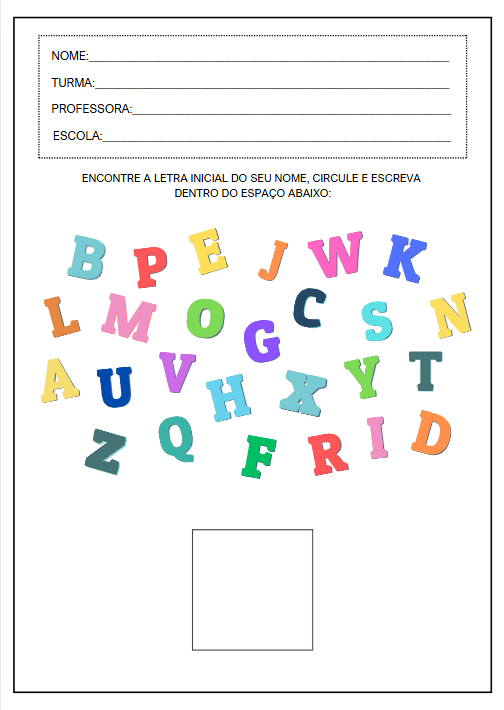 NOME:
TURMA:
PROFESSORA:
ESCOLA:
ENCONTRE A LETRA INICIAL DO SEU NOME, CIRCULE E ESCREVA
DENTRO DO ESPAÇO ABAIXO:
B P E J W K
L M O G C S N
A U V H X Y T
Z Q F R I D